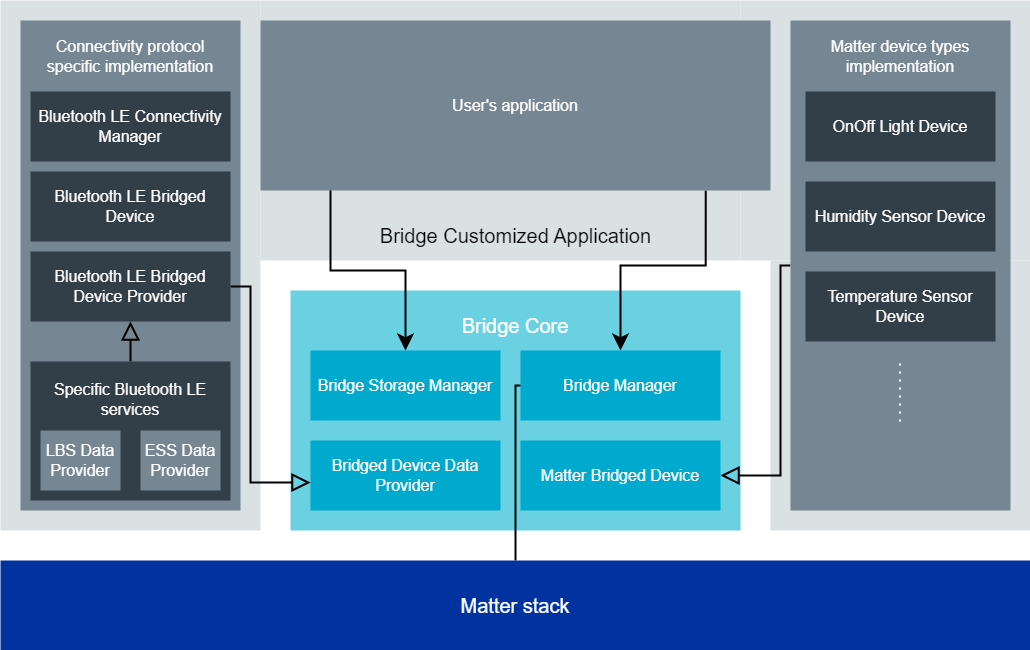 Connectivity protocol
specific implementation
Bluetooth LE Connectivity
Manager
Bluetooth LE Bridged
Device
Bluetooth LE Bridged
Device Provider
Specific Bluetooth LE
services
LBS Data
Provider
ESS Data
Provider
User's application
Bridge Customized Application
Bridge Core
Bridge Storage Manager
Bridge Manager
Bridged Device Data
Provider
Matter Bridged Device
Matter device types
implementation
OnOff Light Device
Humidity Sensor Device
Temperature Sensor
Device
Matter stack